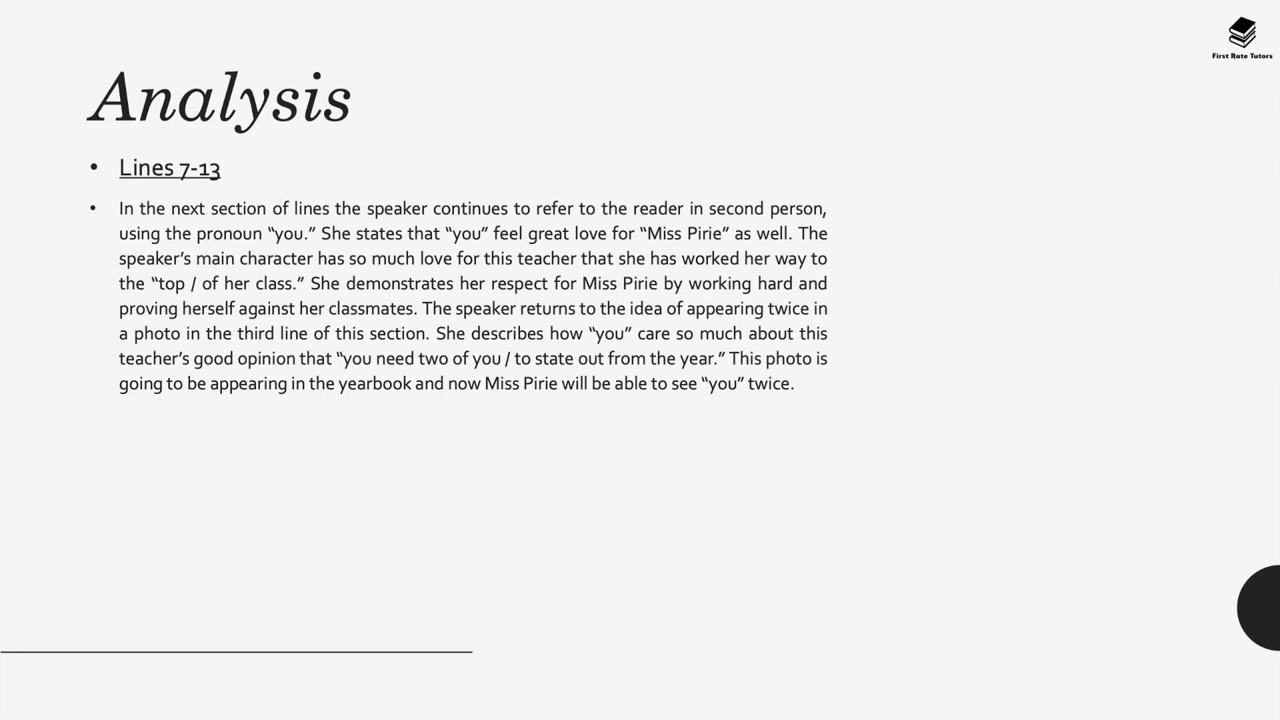 First Rate Tutors
Analysis
• Lines 7-13
• In the next section of lines the speaker continues to refer to the reader in second person,
using the pronoun “you.” She states that “you” feel great love for “Miss Pirie” as well. The
speaker’s main character has so much love for this teacher that she has worked her way to
the “top / of her class.” She demonstrates her respect for Miss Pirie by working hard and
proving herself against her classmates. The speaker returns to the idea of appearing twice in
a photo in the third line of this section. She describes how “you” care so much about this
teacher’s good opinion that “you need two of you / to state out from the year.” This photo is
going to be appearing in the yearbook and now Miss Pirie will be able to see “you” twice.